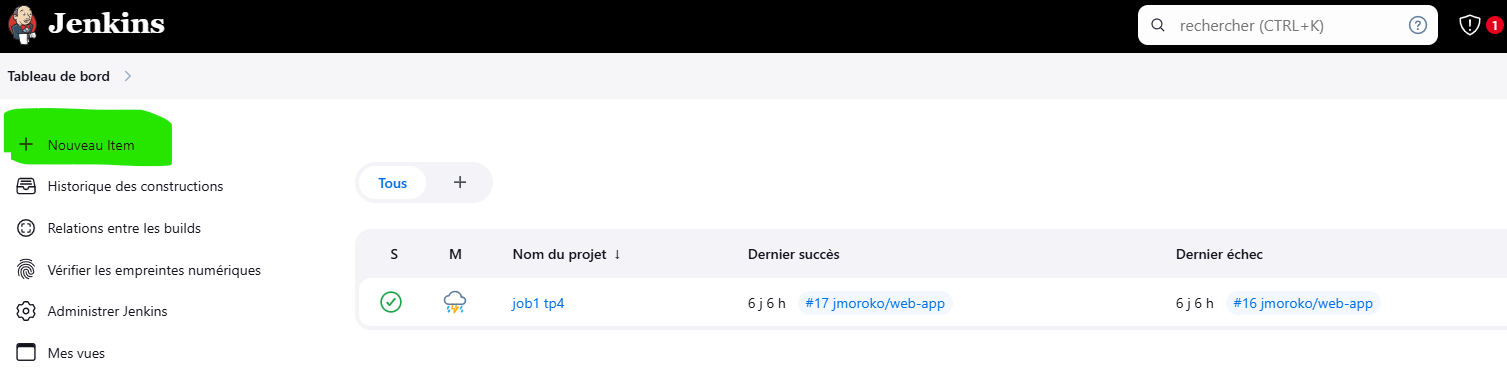 Jenkins
rechercher (CTRL+K) ?
1
Tableau de bord
Nouveau Item
Historique des constructions
Relations entre les builds
Vérifier les empreintes numériques
Administrer Jenkins
Mes vues
Tous +
S M Nom du projet ↓ Dernier succès Dernier échec
job1 tp4 6 j 6 h #17 jmoroko/web-app 6 j 6 h #16 jmoroko/web-app